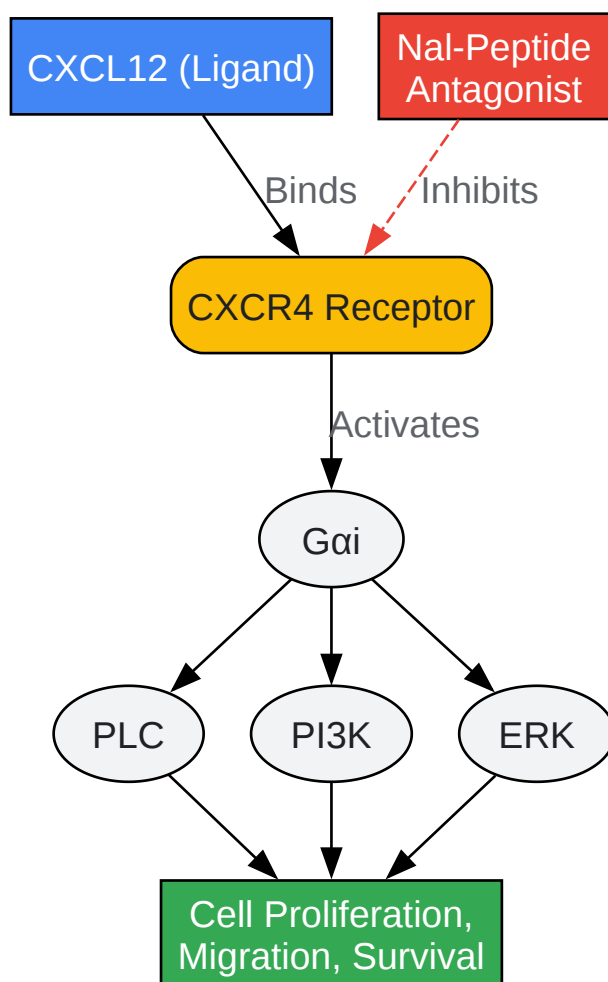 CXCL12 (Ligand)
Nal-Peptide
Antagonist
Binds
Inhibits
CXCR4 Receptor
Activates
Gαi
PLC
PI3K
ERK
Cell Proliferation,
Migration, Survival